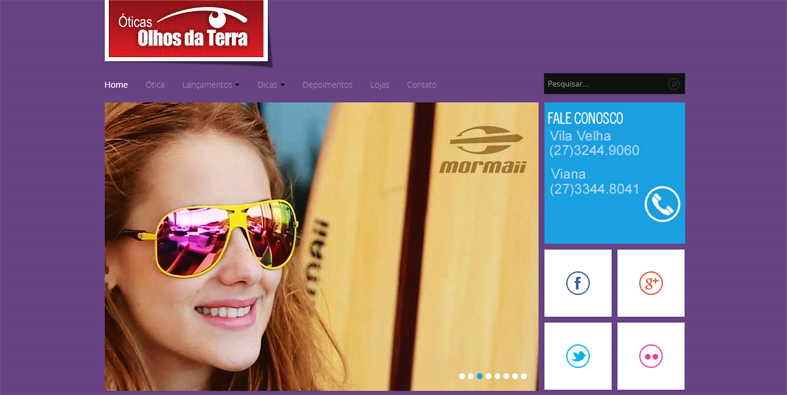 Óticas
Olhos da Terra
Home Ótica Lançamentos Dicas Depoimentos Lojas Contato
Pesquisar...
mormaii
maii
FALE CONOSCO
Vila Velha
(27)3244.9060
Viana
(27)3344.8041
f
g+